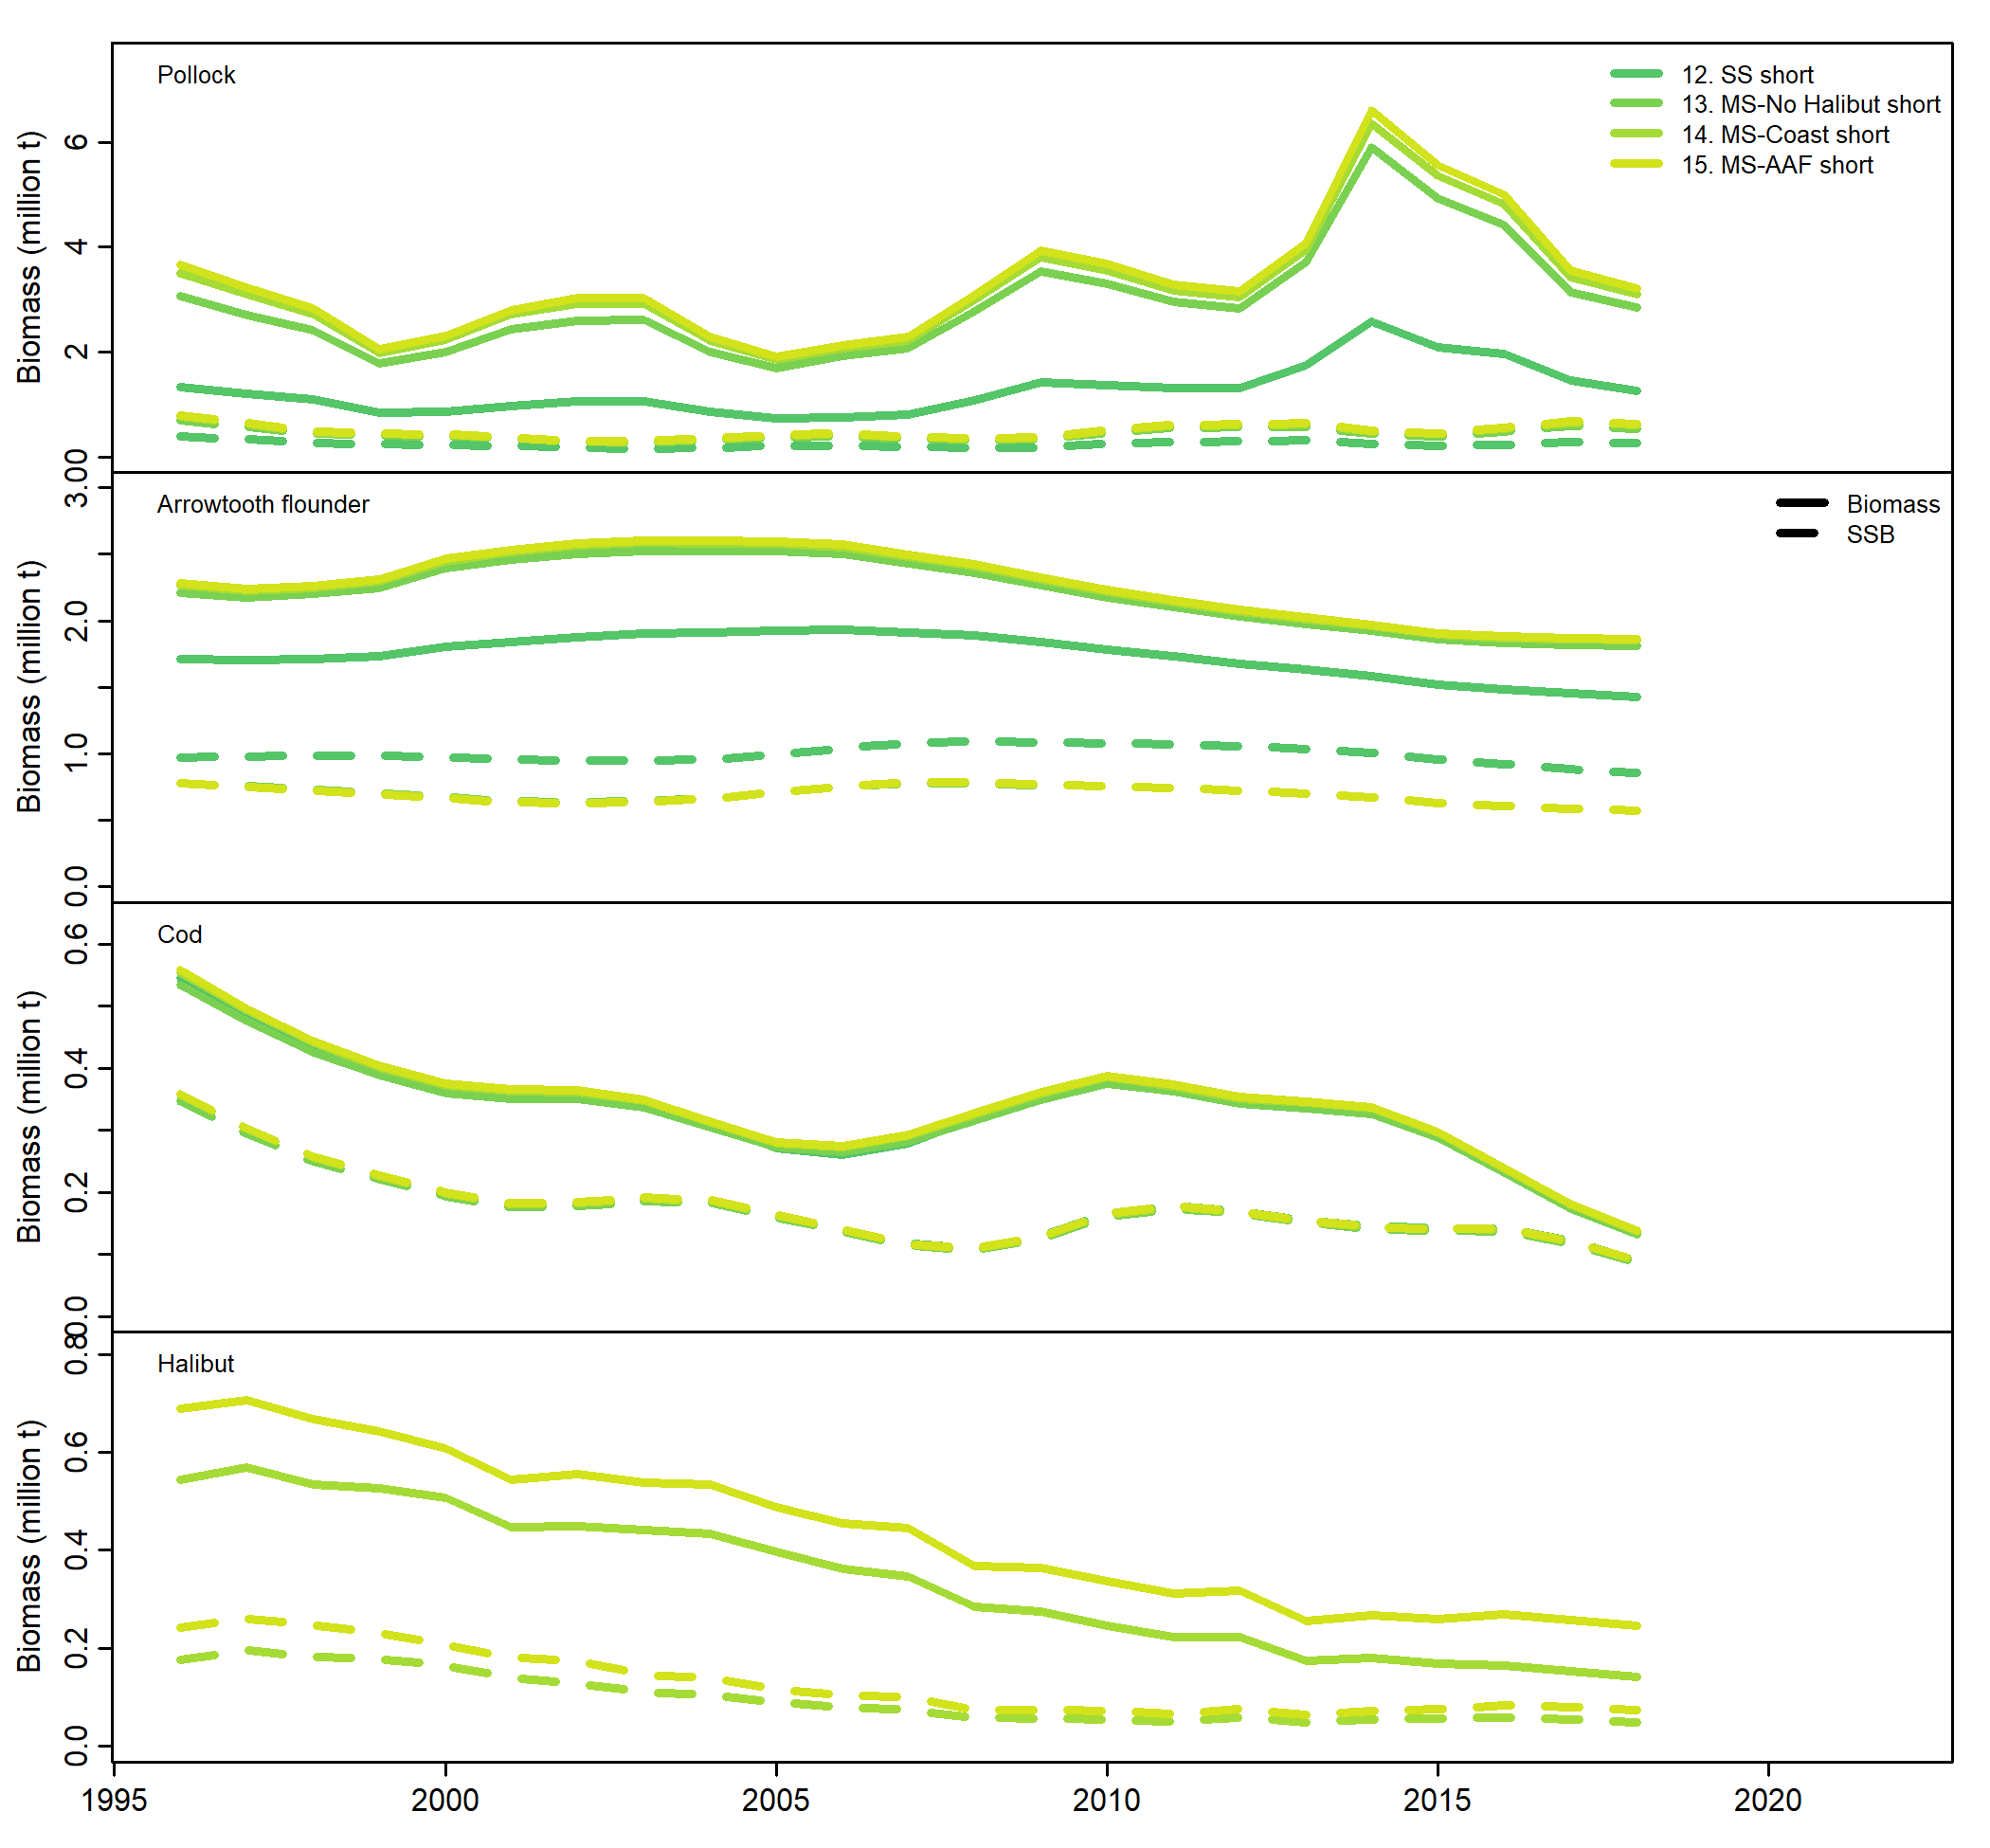 Pollock
12. SS short
13. MS-No Halibut short
14. MS-Coast short
15. MS-AAF short
Biomass (million t)
6
4
2
0
Arrowtooth flounder
Biomass
SSB
Biomass (million t)
3.0
2.0
1.0
0.0
Cod
Biomass (million t)
0.6
0.4
0.2
0.0
Halibut
Biomass (million t)
0.8
0.6
0.4
0.2
0.0
1995 2000 2005 2010 2015 2020